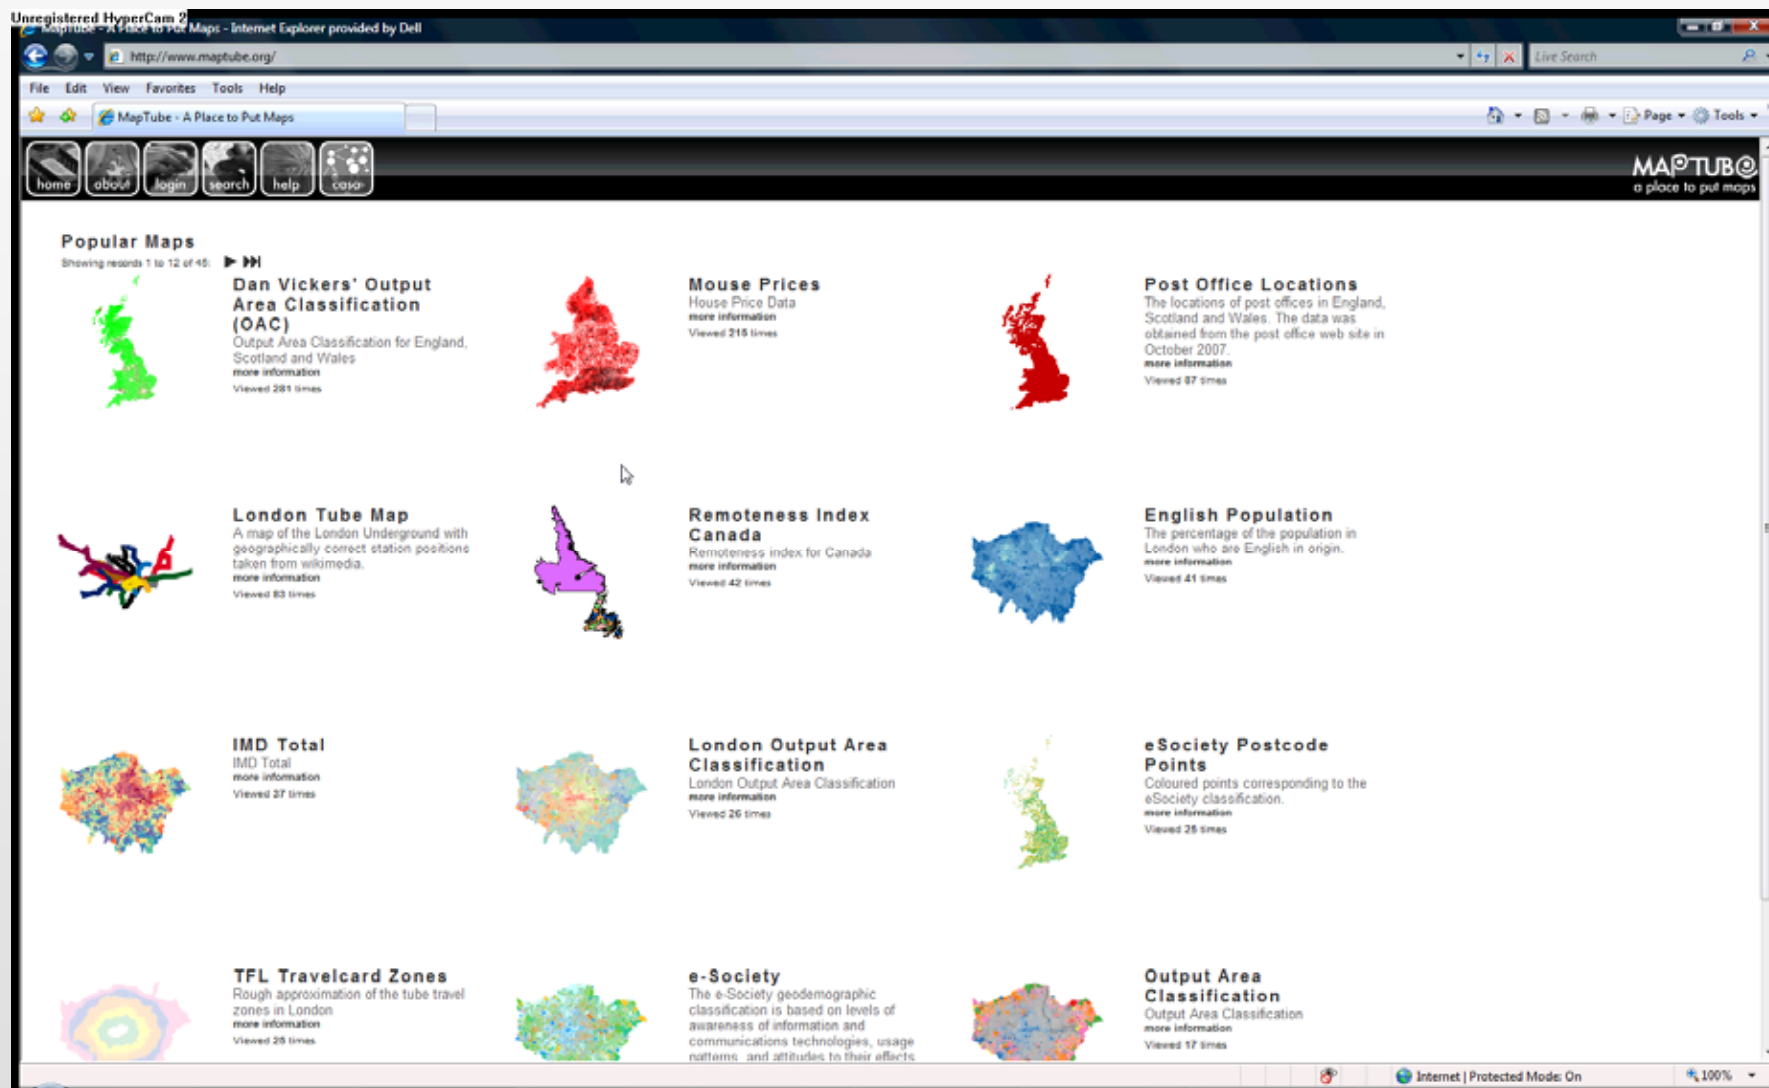 Unregistered HyperCam 2
MapTube - A Place to Put Maps - Internet Explorer provided by Dell
http://www.maptube.org/
Live Search
File Edit View Favorites Tools Help
MapTube - A Place to Put Maps
Page Tools
home about login search help casa
MAPTUBE
a place to put maps
Popular Maps
Showing records 1 to 12 of 45:
Dan Vickers' Output
Area Classification
(OAC)
Output Area Classification for England,
Scotland and Wales
more information
Viewed 281 times
Mouse Prices
House Price Data
more information
Viewed 215 times
Post Office Locations
The locations of post offices in England,
Scotland and Wales. The data was
obtained from the post office web site in
October 2007.
more information
Viewed 87 times
London Tube Map
A map of the London Underground with
geographically correct station positions
taken from wikimedia.
more information
Viewed 83 times
Remoteness Index
Canada
Remoteness index for Canada
more information
Viewed 42 times
English Population
The percentage of the population in
London who are English in origin.
more information
Viewed 41 times
IMD Total
IMD Total
more information
Viewed 37 times
London Output Area
Classification
London Output Area Classification
more information
Viewed 26 times
eSociety Postcode
Points
Coloured points corresponding to the
eSociety classification.
more information
Viewed 25 times
TFL Travelcard Zones
Rough approximation of the tube travel
zones in London
more information
Viewed 25 times
e-Society
The e-Society geodemographic
classification is based on levels of
awareness of information and
communications technologies, usage
patterns, and attitudes to their effects
Output Area
Classification
Output Area Classification
more information
Viewed 17 times
Internet | Protected Mode: On
100%